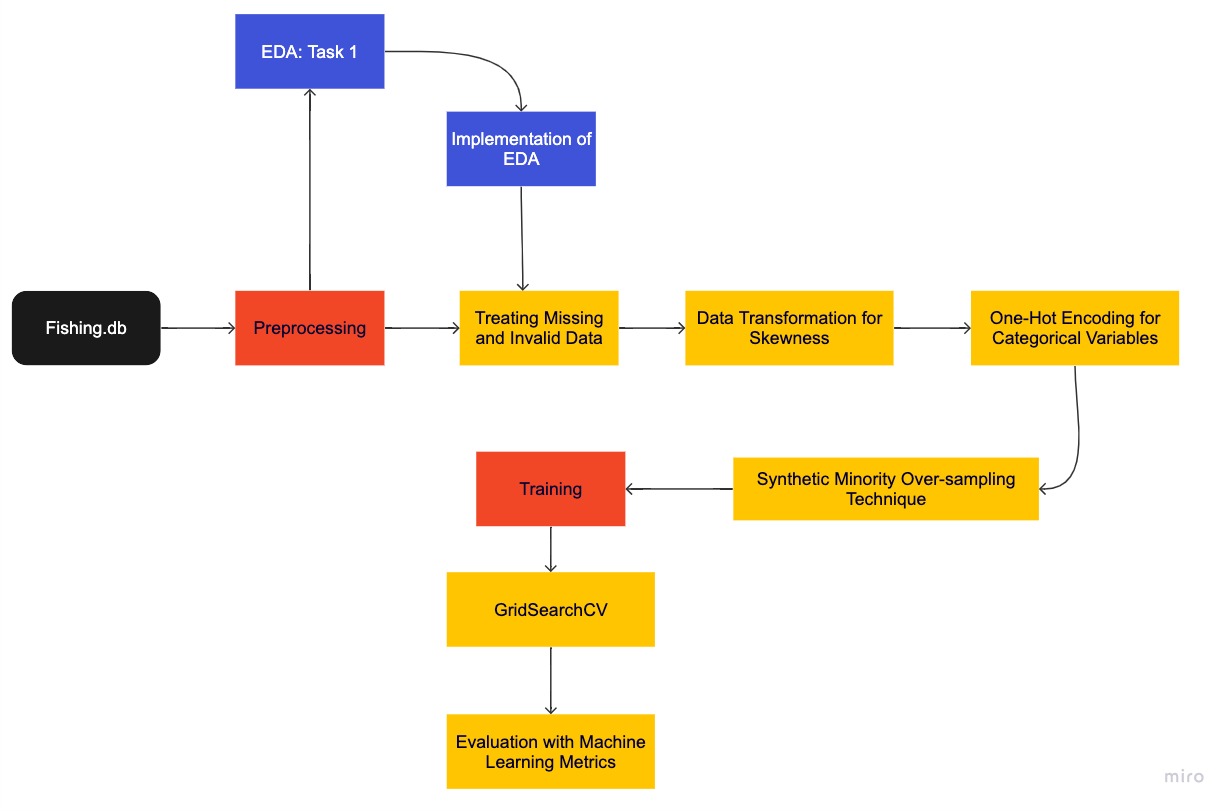 EDA: Task 1
Implementation of
EDA
Fishing.db
Preprocessing
Treating Missing
and Invalid Data
Data Transformation for
Skewness
One-Hot Encoding for
Categorical Variables
Synthetic Minority Over-sampling
Technique
Training
GridSearchCV
Evaluation with Machine
Learning Metrics
miro